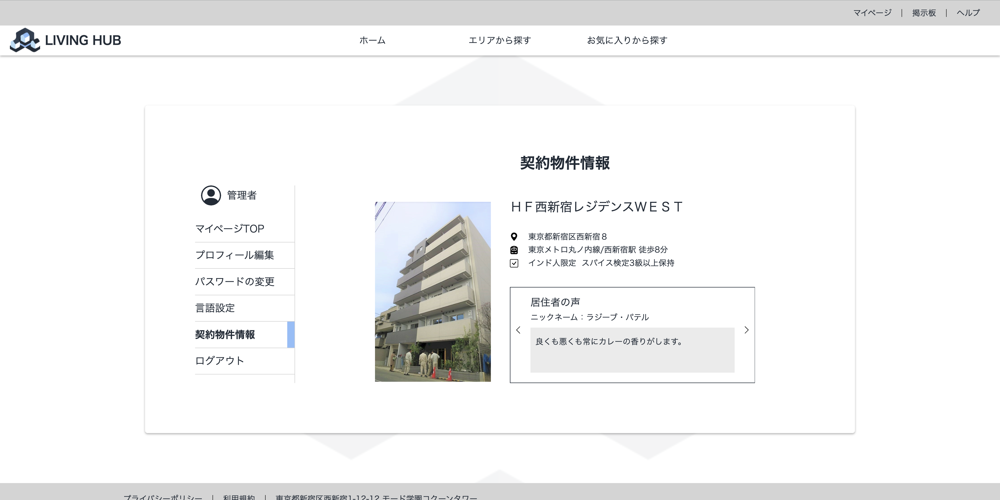 マイページ | 掲示板 | ヘルプ
LIVING HUB
ホーム
エリアから探す
お気に入りから探す
契約物件情報
管理者
マイページTOP
プロフィール編集
パスワードの変更
言語設定
契約物件情報
ログアウト
ＨＦ西新宿レジデンスＷＥＳＴ
東京都新宿区西新宿８
東京メトロ丸ノ内線/西新宿駅 徒歩8分
インド人限定 スパイス検定3級以上保持
居住者の声
ニックネーム：ラジーブ・パテル
良くも悪くも常にカレーの香りがします。
プライバシーポリシー | 利用規約 | 東京都新宿区西新宿1-12-12 モード学園コクーンタワー